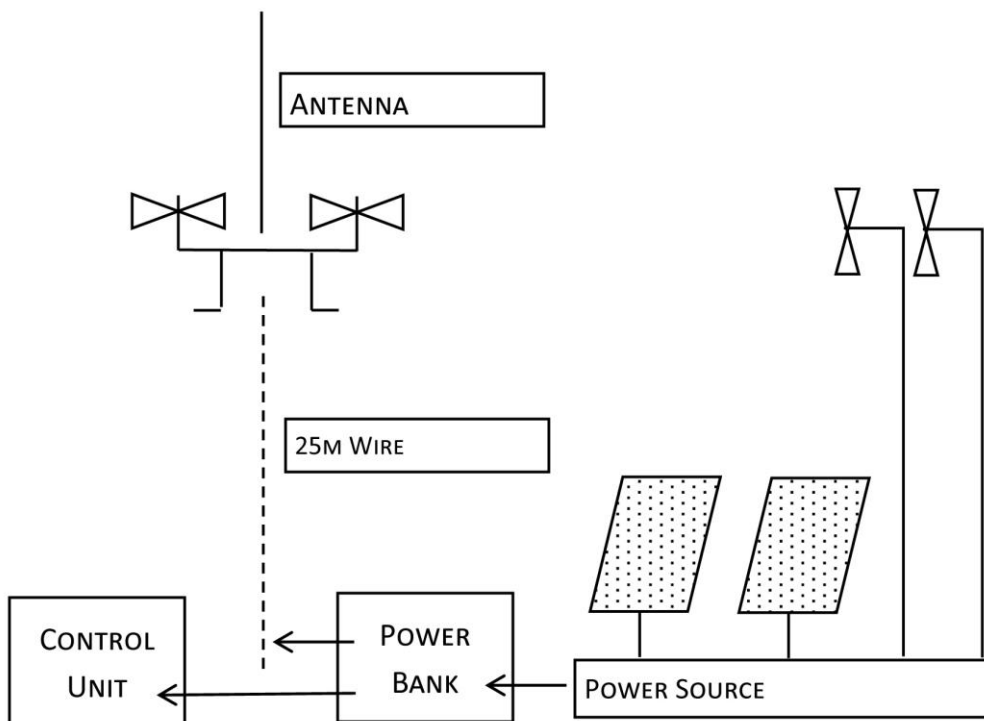 ANTENNA
25M WIRE
CONTROL
UNIT
POWER
BANK
POWER SOURCE